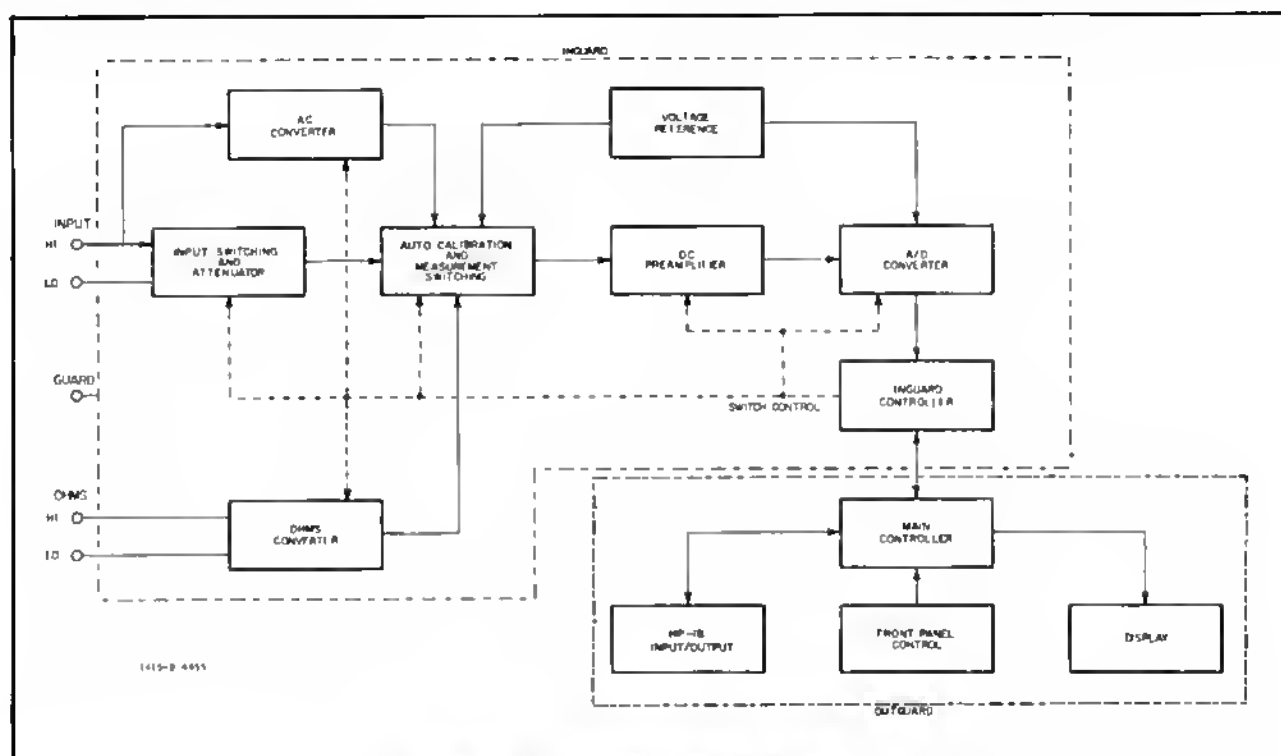 INGUARD
AC
CONVERTER
VOLTAGE
REFERENCE
INPUT
HI
LO
INPUT SWITCHING
AND
ATTENUATOR
AUTO CALIBRATION
AND
MEASUREMENT
SWITCHING
DC
PREAMPLIFIER
A/D
CONVERTER
GUARD
SWITCH CONTROL
INGUARD
CONTROLLER
OHMS
HI
LO
OHMS
CONVERTER
MAIN
CONTROLLER
HP-IB
INPUT/OUTPUT
FRONT PANEL
CONTROL
DISPLAY
OUTGUARD